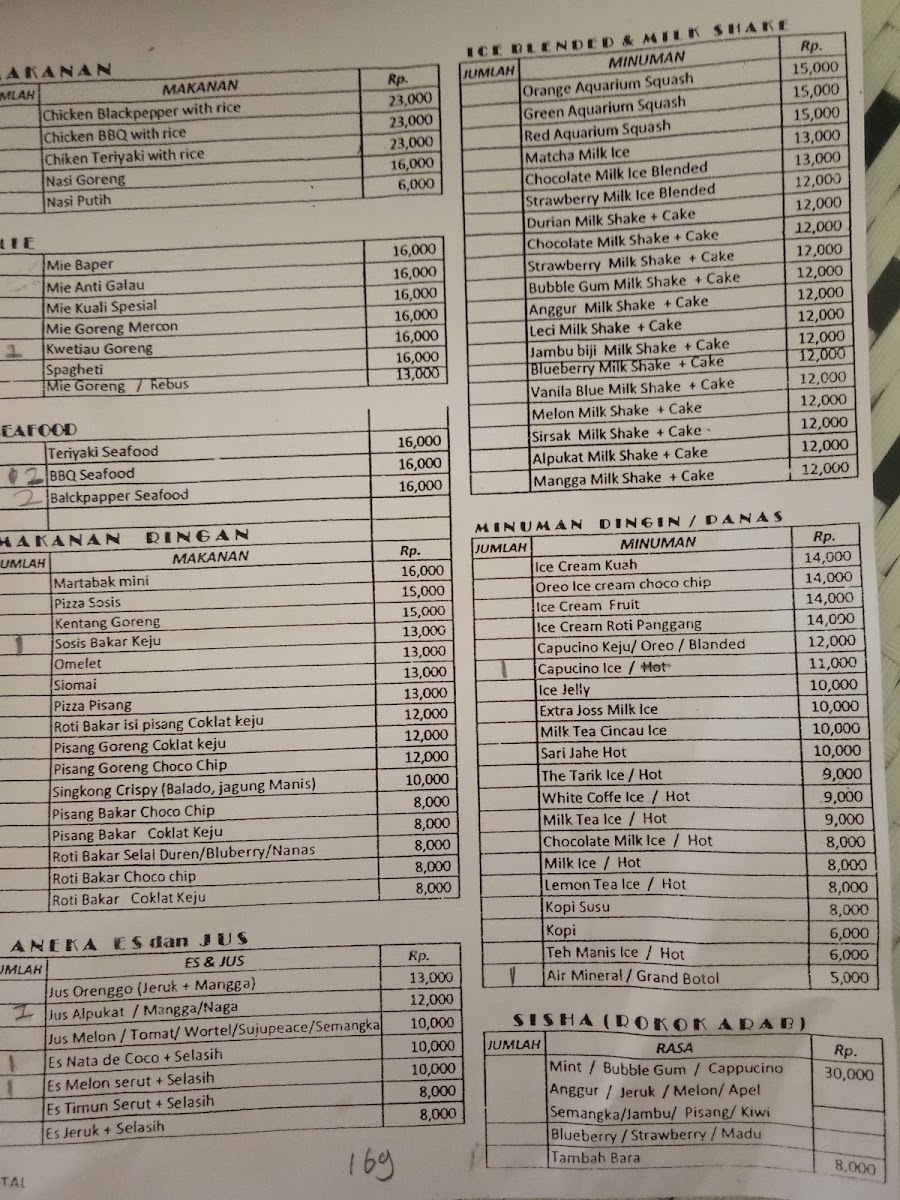 MAKANAN
MLAH MAKANAN Rp.
Chicken Blackpepper with rice 23,000
Chicken BBQ with rice 23,000
Chiken Teriyaki with rice 23,000
Nasi Goreng 16,000
Nasi Putih 6,000
MIE
Mie Baper 16,000
Mie Anti Galau 16,000
Mie Kuali Spesial 16,000
Mie Goreng Mercon 16,000
1 Kwetiau Goreng 16,000
Spagheti 16,000
Mie Goreng / Rebus 13,000
SEAFOOD
Teriyaki Seafood 16,000
2 BBQ Seafood 16,000
2 Balckpapper Seafood 16,000
MAKANAN RINGAN
UMLAH MAKANAN Rp.
Martabak mini 16,000
Pizza Sosis 15,000
Kentang Goreng 15,000
1 Sosis Bakar Keju 13,000
Omelet 13,000
Siomai 13,000
Pizza Pisang 13,000
Roti Bakar isi pisang Coklat keju 12,000
Pisang Goreng Coklat keju 12,000
Pisang Goreng Choco Chip 12,000
Singkong Crispy (Balado, jagung Manis) 10,000
Pisang Bakar Choco Chip 8,000
Pisang Bakar Coklat Keju 8,000
Roti Bakar Selai Duren/Bluberry/Nanas 8,000
Roti Bakar Choco chip 8,000
Roti Bakar Coklat Keju 8,000
ANEKA ES dan JUS
UMLAH ES & JUS Rp.
Jus Orenggo (Jeruk + Mangga) 13,000
1 Jus Alpukat / Mangga/Naga 12,000
Jus Melon / Tomat/ Wortel/Sujupeace/Semangka 10,000
1 Es Nata de Coco + Selasih 10,000
1 Es Melon serut + Selasih 10,000
Es Timun Serut + Selasih 8,000
Es Jeruk + Selasih 8,000
TAL
169
ICE BLENDED & MILK SHAKE
JUMLAH MINUMAN Rp.
Orange Aquarium Squash 15,000
Green Aquarium Squash 15,000
Red Aquarium Squash 15,000
Matcha Milk Ice 13,000
Chocolate Milk Ice Blended 13,000
Strawberry Milk Ice Blended 12,000
Durian Milk Shake + Cake 12,000
Chocolate Milk Shake + Cake 12,000
Strawberry Milk Shake + Cake 12,000
Bubble Gum Milk Shake + Cake 12,000
Anggur Milk Shake + Cake 12,000
Leci Milk Shake + Cake 12,000
Jambu biji Milk Shake + Cake 12,000
Blueberry Milk Shake + Cake 12,000
Vanila Blue Milk Shake + Cake 12,000
Melon Milk Shake + Cake 12,000
Sirsak Milk Shake + Cake 12,000
Alpukat Milk Shake + Cake 12,000
Mangga Milk Shake + Cake 12,000
MINUMAN DINGIN / PANAS
JUMLAH MINUMAN Rp.
Ice Cream Kuah 14,000
Oreo Ice cream choco chip 14,000
Ice Cream Fruit 14,000
Ice Cream Roti Panggang 14,000
Capucino Keju/ Oreo / Blanded 12,000
1 Capucino Ice / Hot 11,000
Ice Jelly 10,000
Extra Joss Milk Ice 10,000
Milk Tea Cincau Ice 10,000
Sari Jahe Hot 10,000
The Tarik Ice / Hot 9,000
White Coffe Ice / Hot 9,000
Milk Tea Ice / Hot 9,000
Chocolate Milk Ice / Hot 8,000
Milk Ice / Hot 8,000
Lemon Tea Ice / Hot 8,000
Kopi Susu 8,000
Kopi 6,000
Teh Manis Ice / Hot 6,000
1 Air Mineral / Grand Botol 5,000
SISHA (ROKOK ARAB)
JUMLAH RASA Rp.
Mint / Bubble Gum / Cappucino 30,000
Anggur / Jeruk / Melon/ Apel
Semangka/Jambu/ Pisang/ Kiwi
Blueberry / Strawberry / Madu
Tambah Bara 8,000